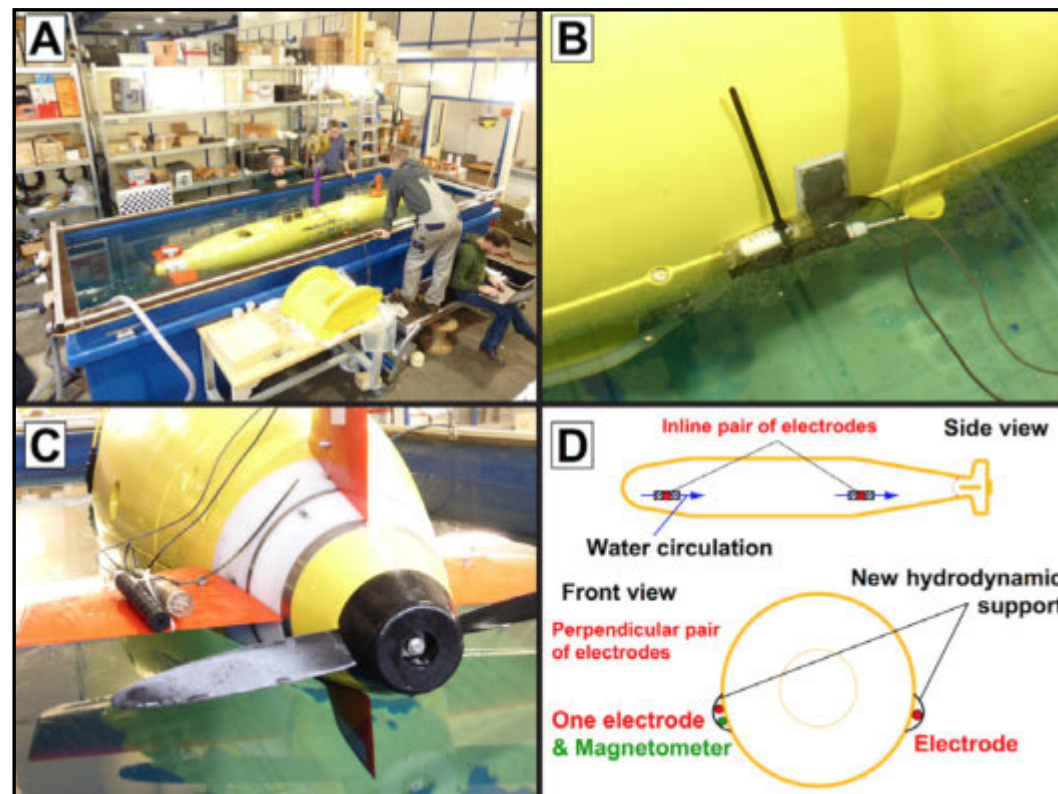 A
B
C
D
Inline pair of electrodes
Side view
Water circulation
Front view
New hydrodynamic
support
Perpendicular pair
of electrodes
One electrode
& Magnetometer
Electrode